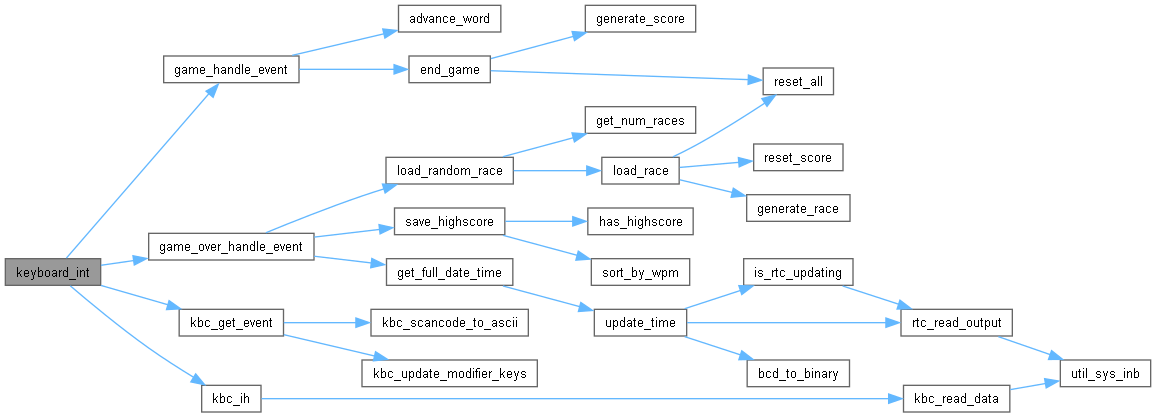 advance_word
generate_score
game_handle_event
end_game
reset_all
get_num_races
load_random_race
load_race
reset_score
generate_race
save_highscore
has_highscore
game_over_handle_event
keyboard_int
get_full_date_time
sort_by_wpm
is_rtc_updating
kbc_get_event
kbc_scancode_to_ascii
update_time
rtc_read_output
kbc_update_modifier_keys
bcd_to_binary
util_sys_inb
kbc_ih
kbc_read_data